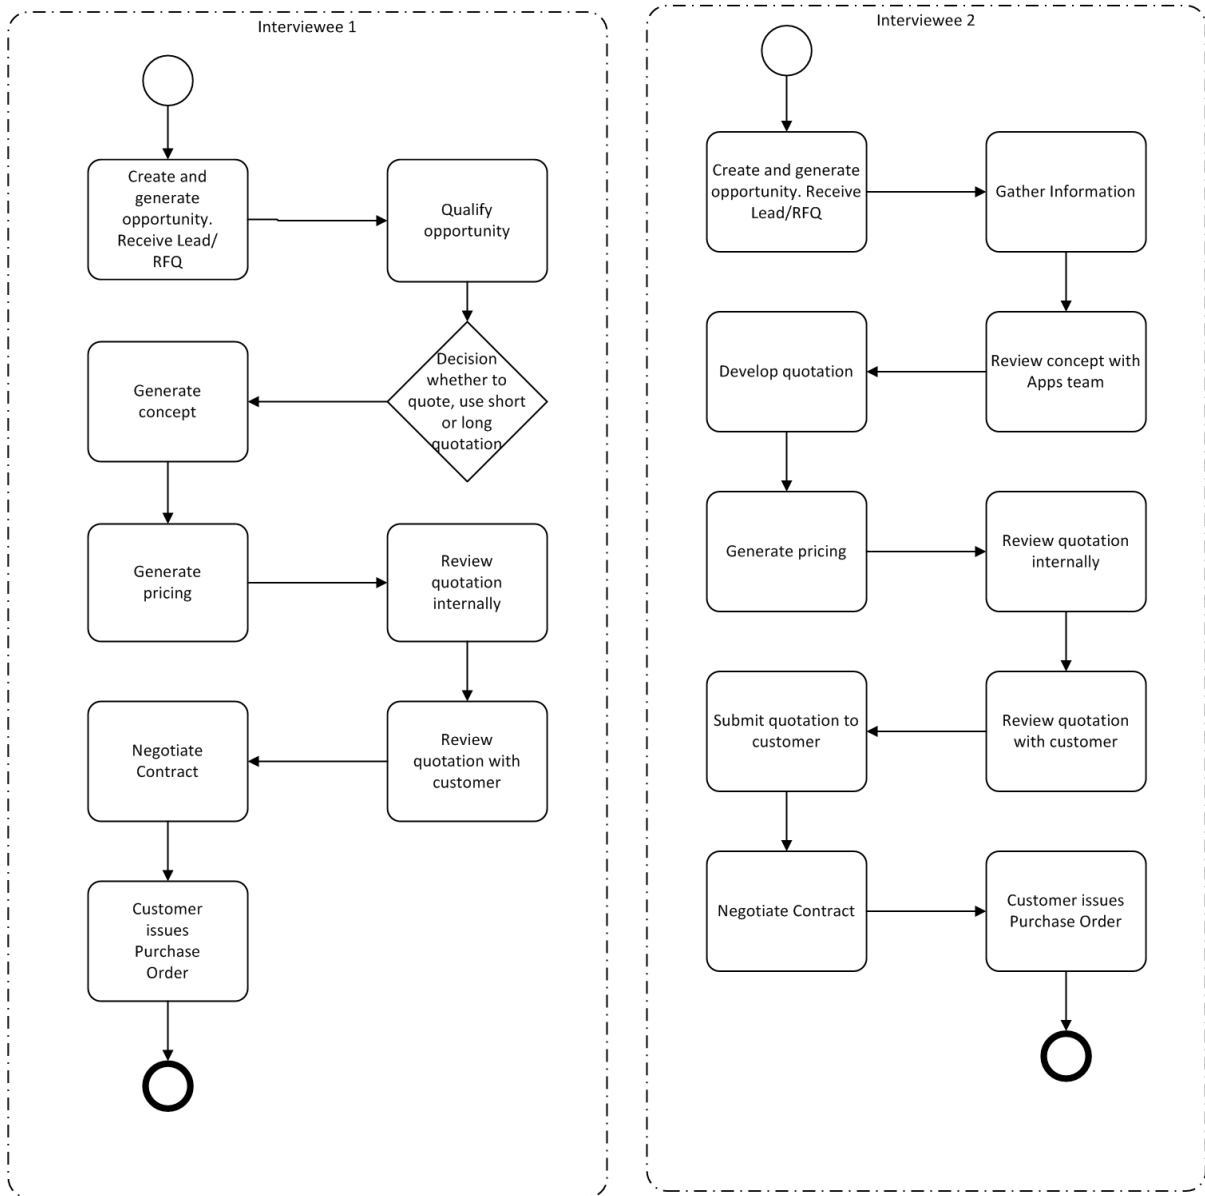 Interviewee 1
Create and
generate
opportunity.
Receive Lead/
RFQ
Qualify
opportunity
Decision
whether to
quote, use short
or long
quotation
Generate
concept
Generate
pricing
Review
quotation
internally
Review
quotation with
customer
Negotiate
Contract
Customer
issues
Purchase
Order
Interviewee 2
Create and generate
opportunity. Receive
Lead/RFQ
Gather Information
Review concept with
Apps team
Develop quotation
Generate pricing
Review quotation
internally
Review quotation
with customer
Submit quotation to
customer
Negotiate Contract
Customer issues
Purchase Order